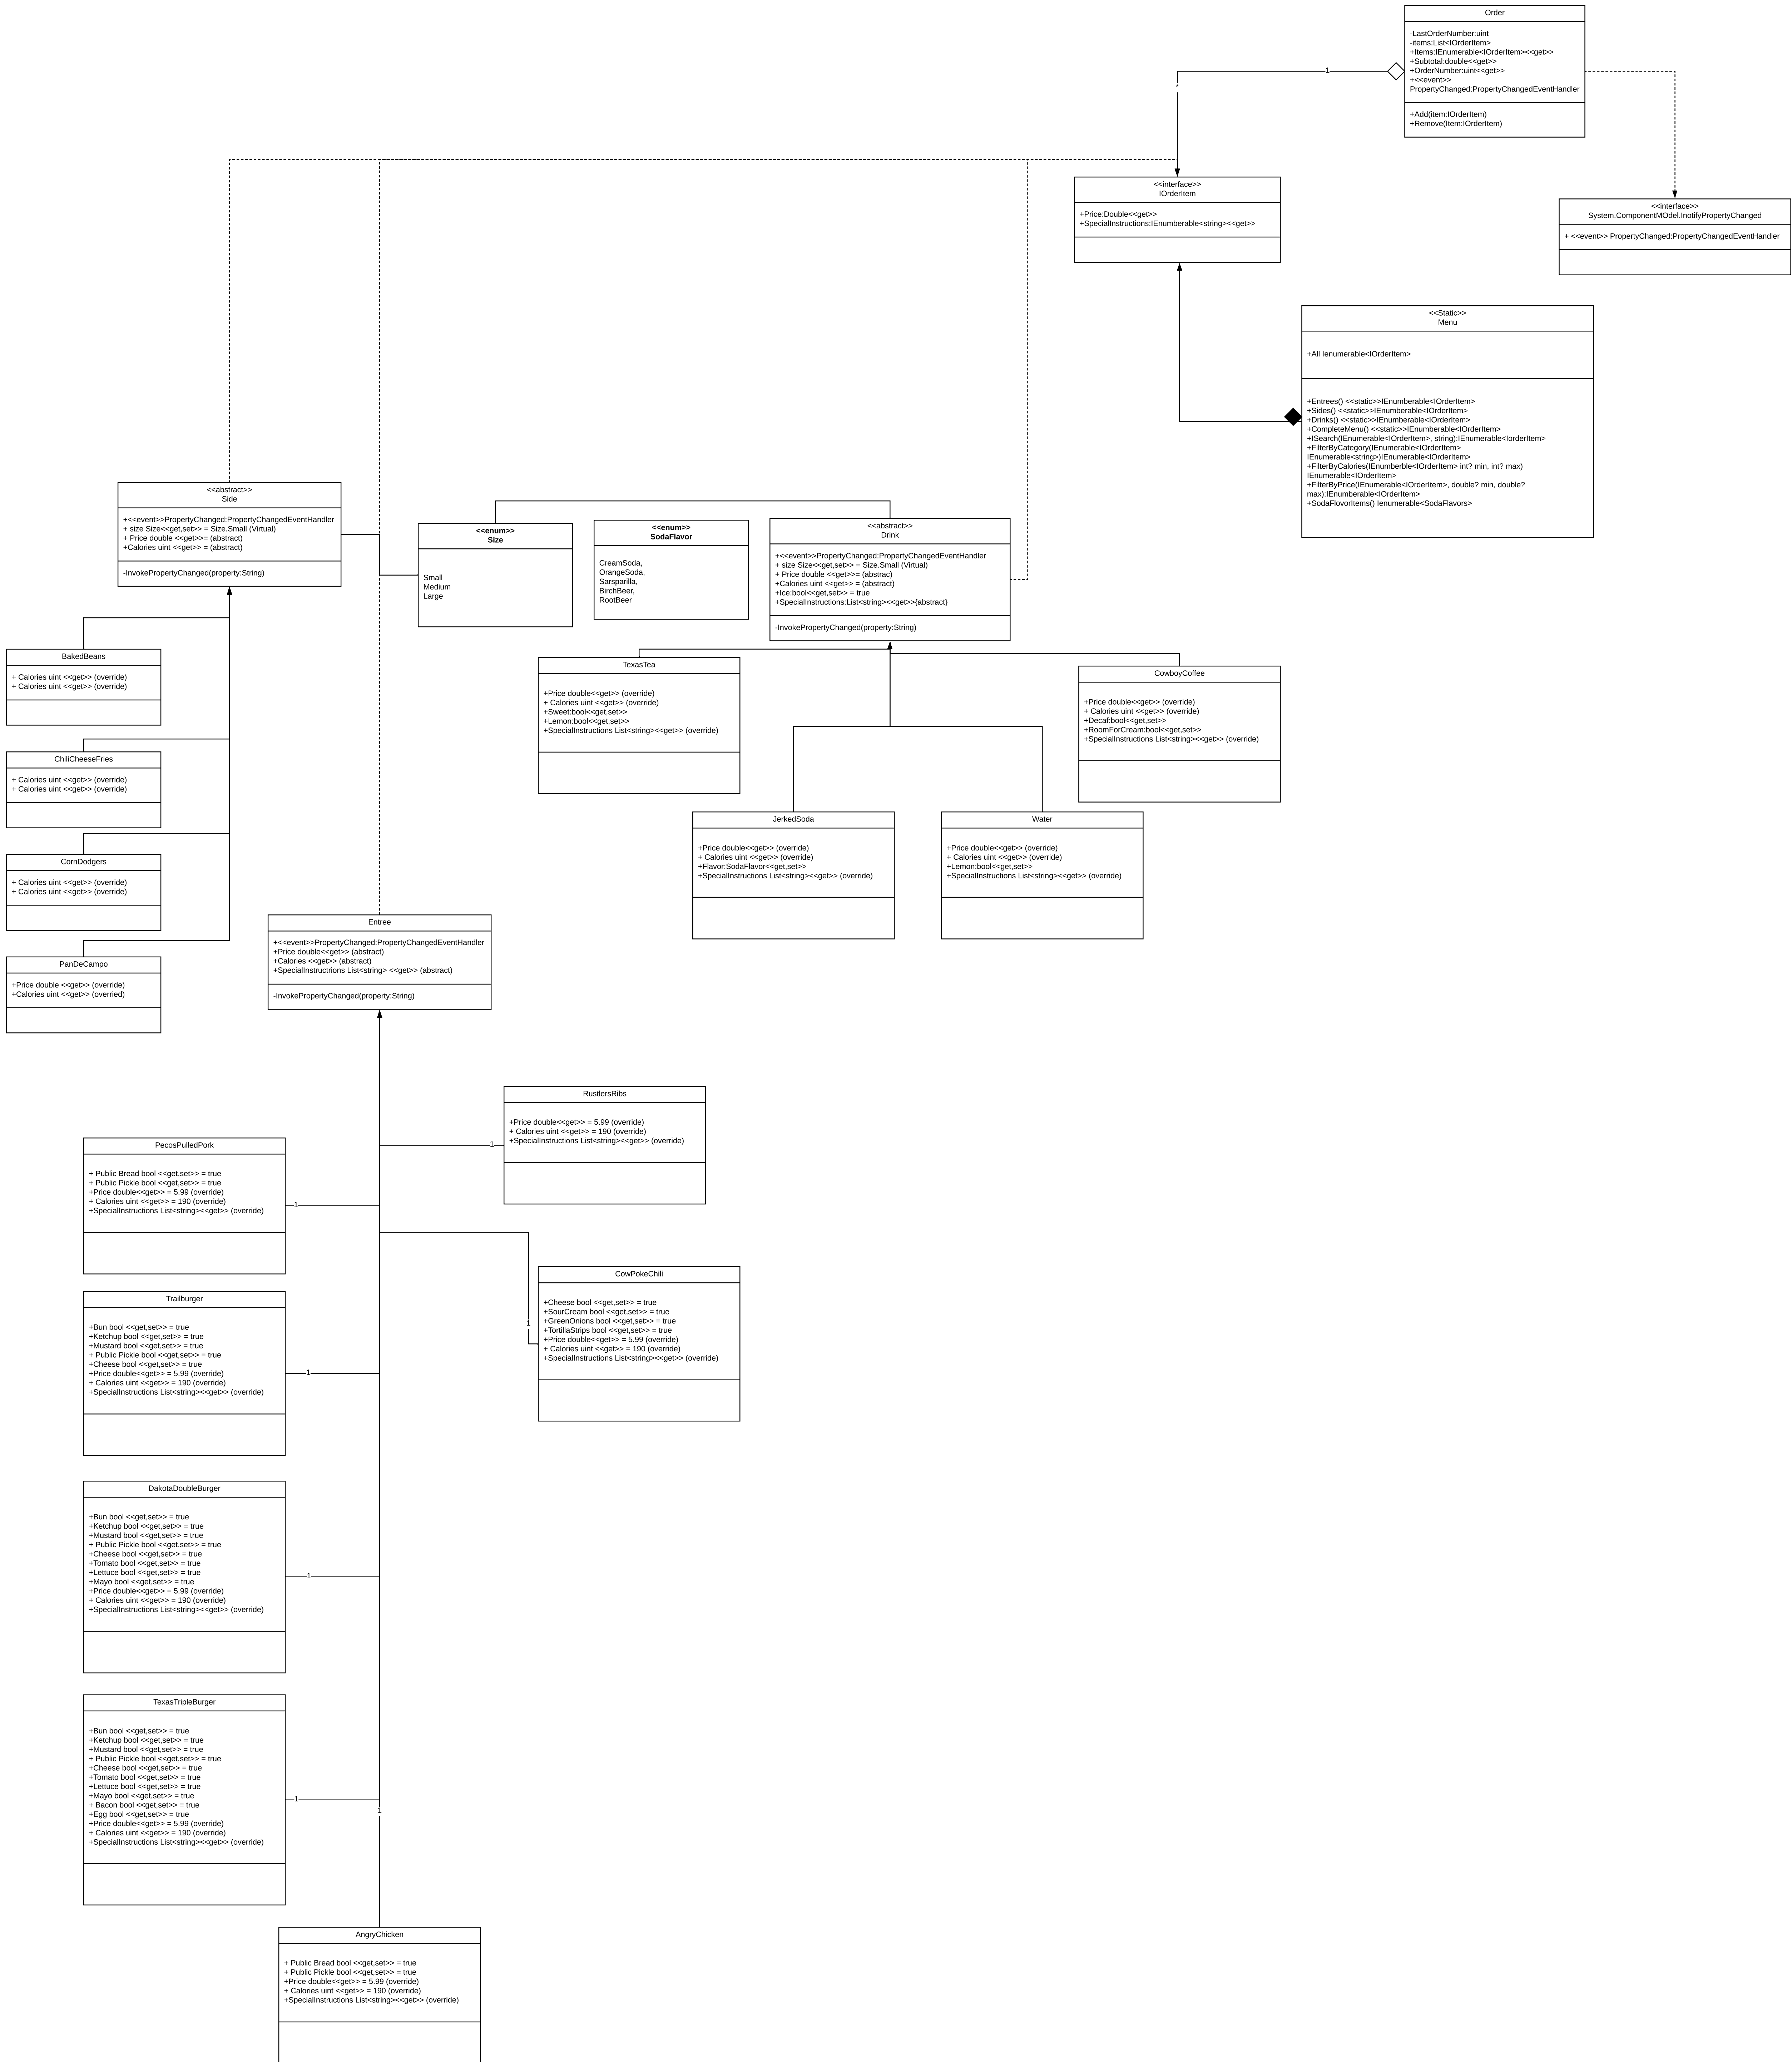 Order
-LastOrderNumber:uint
-items:List<IOrderItem>
+Items:IEnumerable<IOrderItem><<get>>
+Subtotal:double<<get>>
+OrderNumber:uint<<get>>
+<<event>>
PropertyChanged:PropertyChangedEventHandler
+Add(item:IOrderItem)
+Remove(Item:IOrderItem)
1
*
<<interface>>
IOrderItem
+Price:Double<<get>>
+SpecialInstructions:IEnumberable<string><<get>>
<<interface>>
System.ComponentMOdel.InotifyPropertyChanged
+ <<event>> PropertyChanged:PropertyChangedEventHandler
<<Static>>
Menu
+All Ienumerable<IOrderItem>
+Entrees() <<static>>IEnumberable<IOrderItem>
+Sides() <<static>>IEnumberable<IOrderItem>
+Drinks() <<static>>IEnumberable<IOrderItem>
+CompleteMenu() <<static>>IEnumberable<IOrderItem>
+ISearch(IEnumerable<IOrderItem>, string):IEnumerable<IorderItem>
+FilterByCategory(IEnumerable<IOrderItem>
IEnumerable<string>)IEnumerable<IOrderItem>
+FilterByCalories(IEnumberble<IOrderItem> int? min, int? max)
IEnumerable<IOrderItem>
+FilterByPrice(IEnumerable<IOrderItem>, double? min, double?
max):IEnumberable<IOrderItem>
+SodaFlovorItems() Ienumerable<SodaFlavors>
<<abstract>>
Side
+<<event>>PropertyChanged:PropertyChangedEventHandler
+ size Size<<get,set>> = Size.Small (Virtual)
+ Price double <<get>>= (abstract)
+Calories uint <<get>> = (abstract)
-InvokePropertyChanged(property:String)
<<enum>>
Size
Small
Medium
Large
<<enum>>
SodaFlavor
CreamSoda,
OrangeSoda,
Sarsparilla,
BirchBeer,
RootBeer
<<abstract>>
Drink
+<<event>>PropertyChanged:PropertyChangedEventHandler
+ size Size<<get,set>> = Size.Small (Virtual)
+ Price double <<get>>= (abstrac)
+Calories uint <<get>> = (abstract)
+Ice:bool<<get,set>> = true
+SpecialInstructions:List<string><<get>>{abstract}
-InvokePropertyChanged(property:String)
BakedBeans
+ Calories uint <<get>> (override)
+ Calories uint <<get>> (override)
TexasTea
+Price double<<get>> (override)
+ Calories uint <<get>> (override)
+Sweet:bool<<get,set>>
+Lemon:bool<<get,set>>
+SpecialInstructions List<string><<get>> (override)
CowboyCoffee
+Price double<<get>> (override)
+ Calories uint <<get>> (override)
+Decaf:bool<<get,set>>
+RoomForCream:bool<<get,set>>
+SpecialInstructions List<string><<get>> (override)
ChiliCheeseFries
+ Calories uint <<get>> (override)
+ Calories uint <<get>> (override)
JerkedSoda
+Price double<<get>> (override)
+ Calories uint <<get>> (override)
+Flavor:SodaFlavor<<get,set>>
+SpecialInstructions List<string><<get>> (override)
Water
+Price double<<get>> (override)
+ Calories uint <<get>> (override)
+Lemon:bool<<get,set>>
+SpecialInstructions List<string><<get>> (override)
CornDodgers
+ Calories uint <<get>> (override)
+ Calories uint <<get>> (override)
Entree
+<<event>>PropertyChanged:PropertyChangedEventHandler
+Price double<<get>> (abstract)
+Calories <<get>> (abstract)
+SpecialInstructrions List<string> <<get>> (abstract)
-InvokePropertyChanged(property:String)
PanDeCampo
+Price double <<get>> (override)
+Calories uint <<get>> (overried)
RustlersRibs
+Price double<<get>> = 5.99 (override)
+ Calories uint <<get>> = 190 (override)
+SpecialInstructions List<string><<get>> (override)
1
PecosPulledPork
+ Public Bread bool <<get,set>> = true
+ Public Pickle bool <<get,set>> = true
+Price double<<get>> = 5.99 (override)
+ Calories uint <<get>> = 190 (override)
+SpecialInstructions List<string><<get>> (override)
1
CowPokeChili
+Cheese bool <<get,set>> = true
+SourCream bool <<get,set>> = true
+GreenOnions bool <<get,set>> = true
+TortillaStrips bool <<get,set>> = true
+Price double<<get>> = 5.99 (override)
+ Calories uint <<get>> = 190 (override)
+SpecialInstructions List<string><<get>> (override)
1
Trailburger
+Bun bool <<get,set>> = true
+Ketchup bool <<get,set>> = true
+Mustard bool <<get,set>> = true
+ Public Pickle bool <<get,set>> = true
+Cheese bool <<get,set>> = true
+Price double<<get>> = 5.99 (override)
+ Calories uint <<get>> = 190 (override)
+SpecialInstructions List<string><<get>> (override)
1
DakotaDoubleBurger
+Bun bool <<get,set>> = true
+Ketchup bool <<get,set>> = true
+Mustard bool <<get,set>> = true
+ Public Pickle bool <<get,set>> = true
+Cheese bool <<get,set>> = true
+Tomato bool <<get,set>> = true
+Lettuce bool <<get,set>> = true
+Mayo bool <<get,set>> = true
+Price double<<get>> = 5.99 (override)
+ Calories uint <<get>> = 190 (override)
+SpecialInstructions List<string><<get>> (override)
1
TexasTripleBurger
+Bun bool <<get,set>> = true
+Ketchup bool <<get,set>> = true
+Mustard bool <<get,set>> = true
+ Public Pickle bool <<get,set>> = true
+Cheese bool <<get,set>> = true
+Tomato bool <<get,set>> = true
+Lettuce bool <<get,set>> = true
+Mayo bool <<get,set>> = true
+ Bacon bool <<get,set>> = true
+Egg bool <<get,set>> = true
+Price double<<get>> = 5.99 (override)
+ Calories uint <<get>> = 190 (override)
+SpecialInstructions List<string><<get>> (override)
1
1
AngryChicken
+ Public Bread bool <<get,set>> = true
+ Public Pickle bool <<get,set>> = true
+Price double<<get>> = 5.99 (override)
+ Calories uint <<get>> = 190 (override)
+SpecialInstructions List<string><<get>> (override)